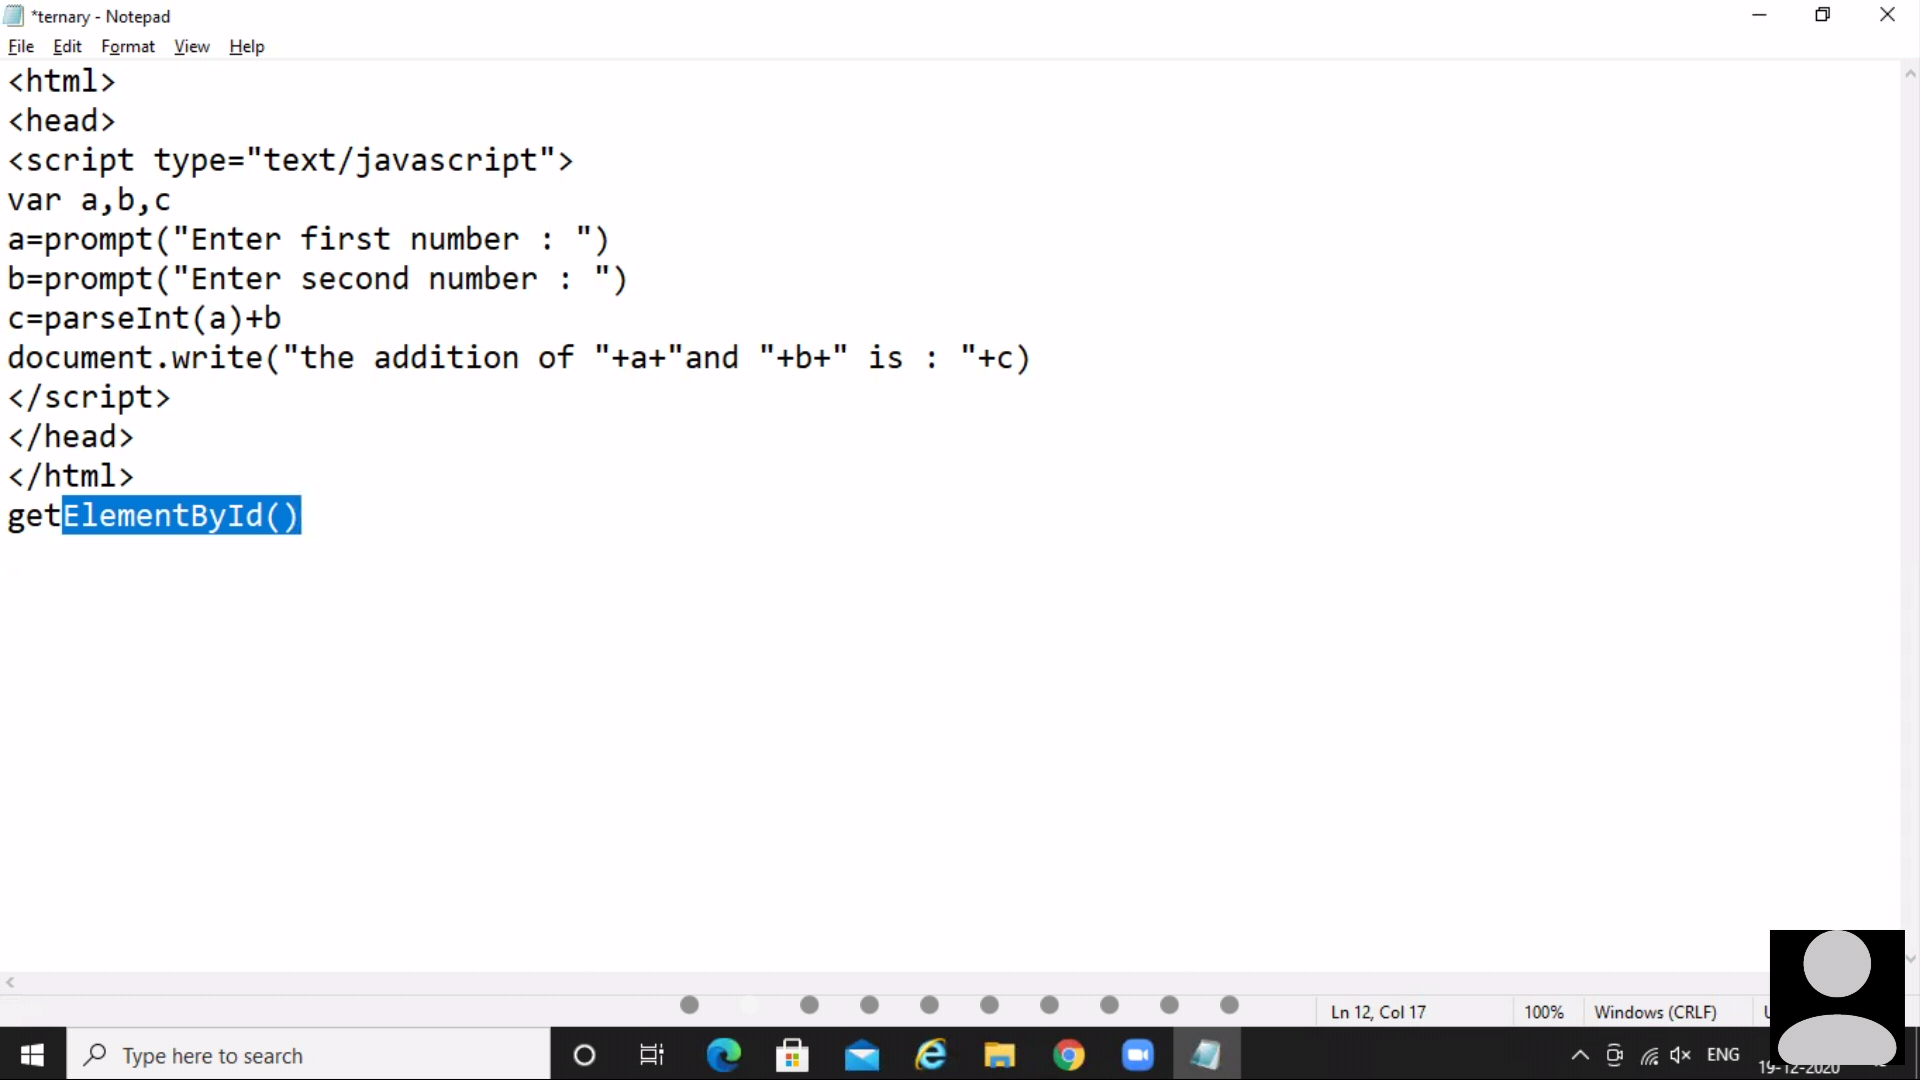 *ternary - Notepad
File Edit Format View Help
<html>
<head>
<script type="text/javascript">
var a,b,c
a=prompt("Enter first number : ")
b=prompt("Enter second number : ")
c=parseInt(a)+b
document.write("the addition of "+a+"and "+b+" is : "+c)
</script>
</head>
</html>
getElementById()
Ln 12, Col 17 100% Windows (CRLF)
Type here to search
ENG
19-12-2020